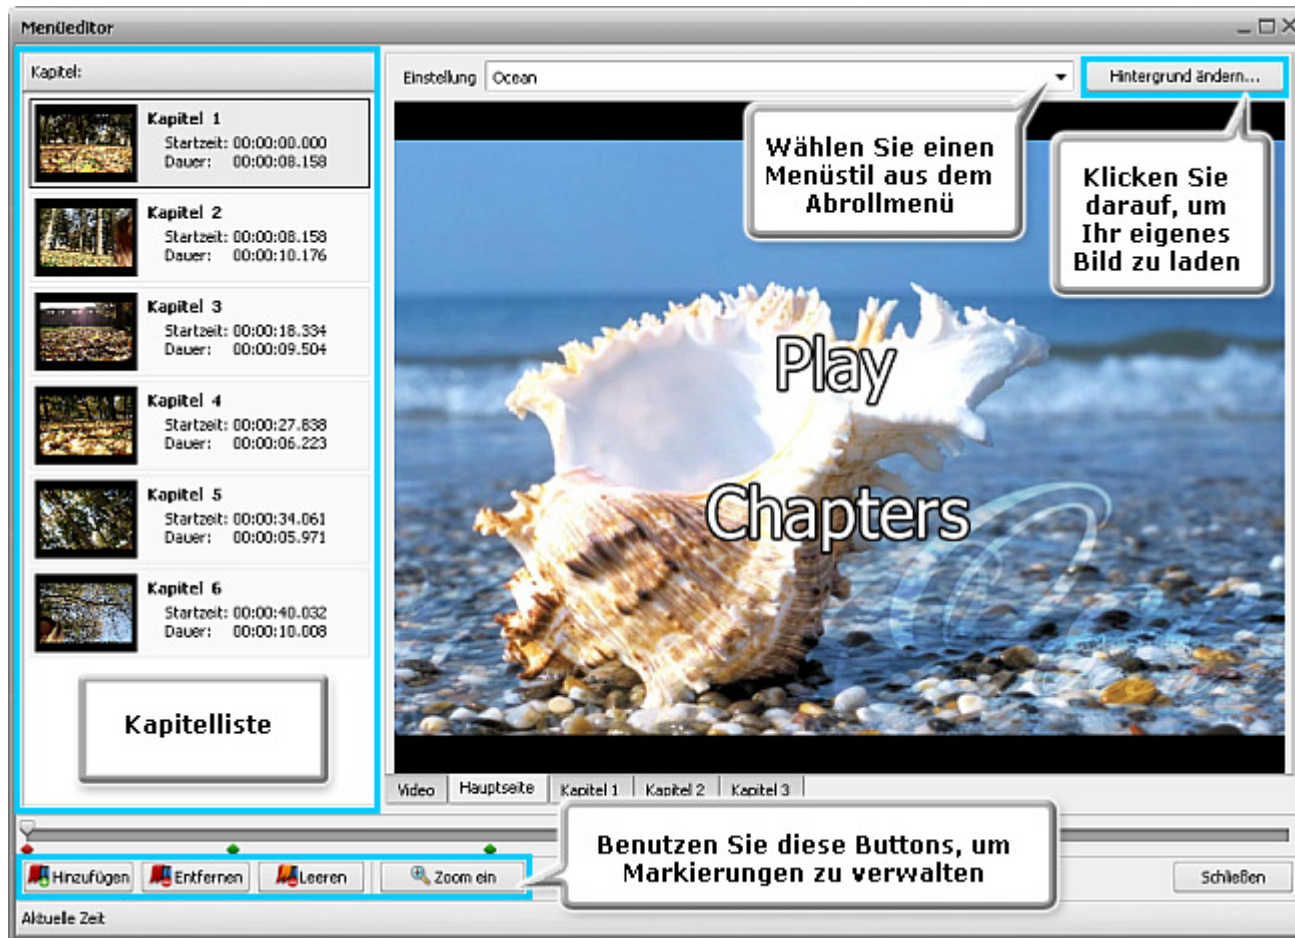 Menüeditor
Kapitel:
Kapitel 1
Startzeit: 00:00:00.000
Dauer: 00:00:08.158
Kapitel 2
Startzeit: 00:00:08.158
Dauer: 00:00:10.176
Kapitel 3
Startzeit: 00:00:18.334
Dauer: 00:00:09.504
Kapitel 4
Startzeit: 00:00:27.838
Dauer: 00:00:06.223
Kapitel 5
Startzeit: 00:00:34.061
Dauer: 00:00:05.971
Kapitel 6
Startzeit: 00:00:40.032
Dauer: 00:00:10.008
Kapitelliste
Einstellung Ocean
Hintergrund ändern...
Wählen Sie einen
Menüstil aus dem
Abrollmenü
Klicken Sie
darauf, um
Ihr eigenes
Bild zu laden
Play
Chapters
Video Hauptseite Kapitel 1 Kapitel 2 Kapitel 3
Benutzen Sie diese Buttons, um
Markierungen zu verwalten
Hinzufügen Entfernen Leeren Zoom ein
Schließen
Aktuelle Zeit